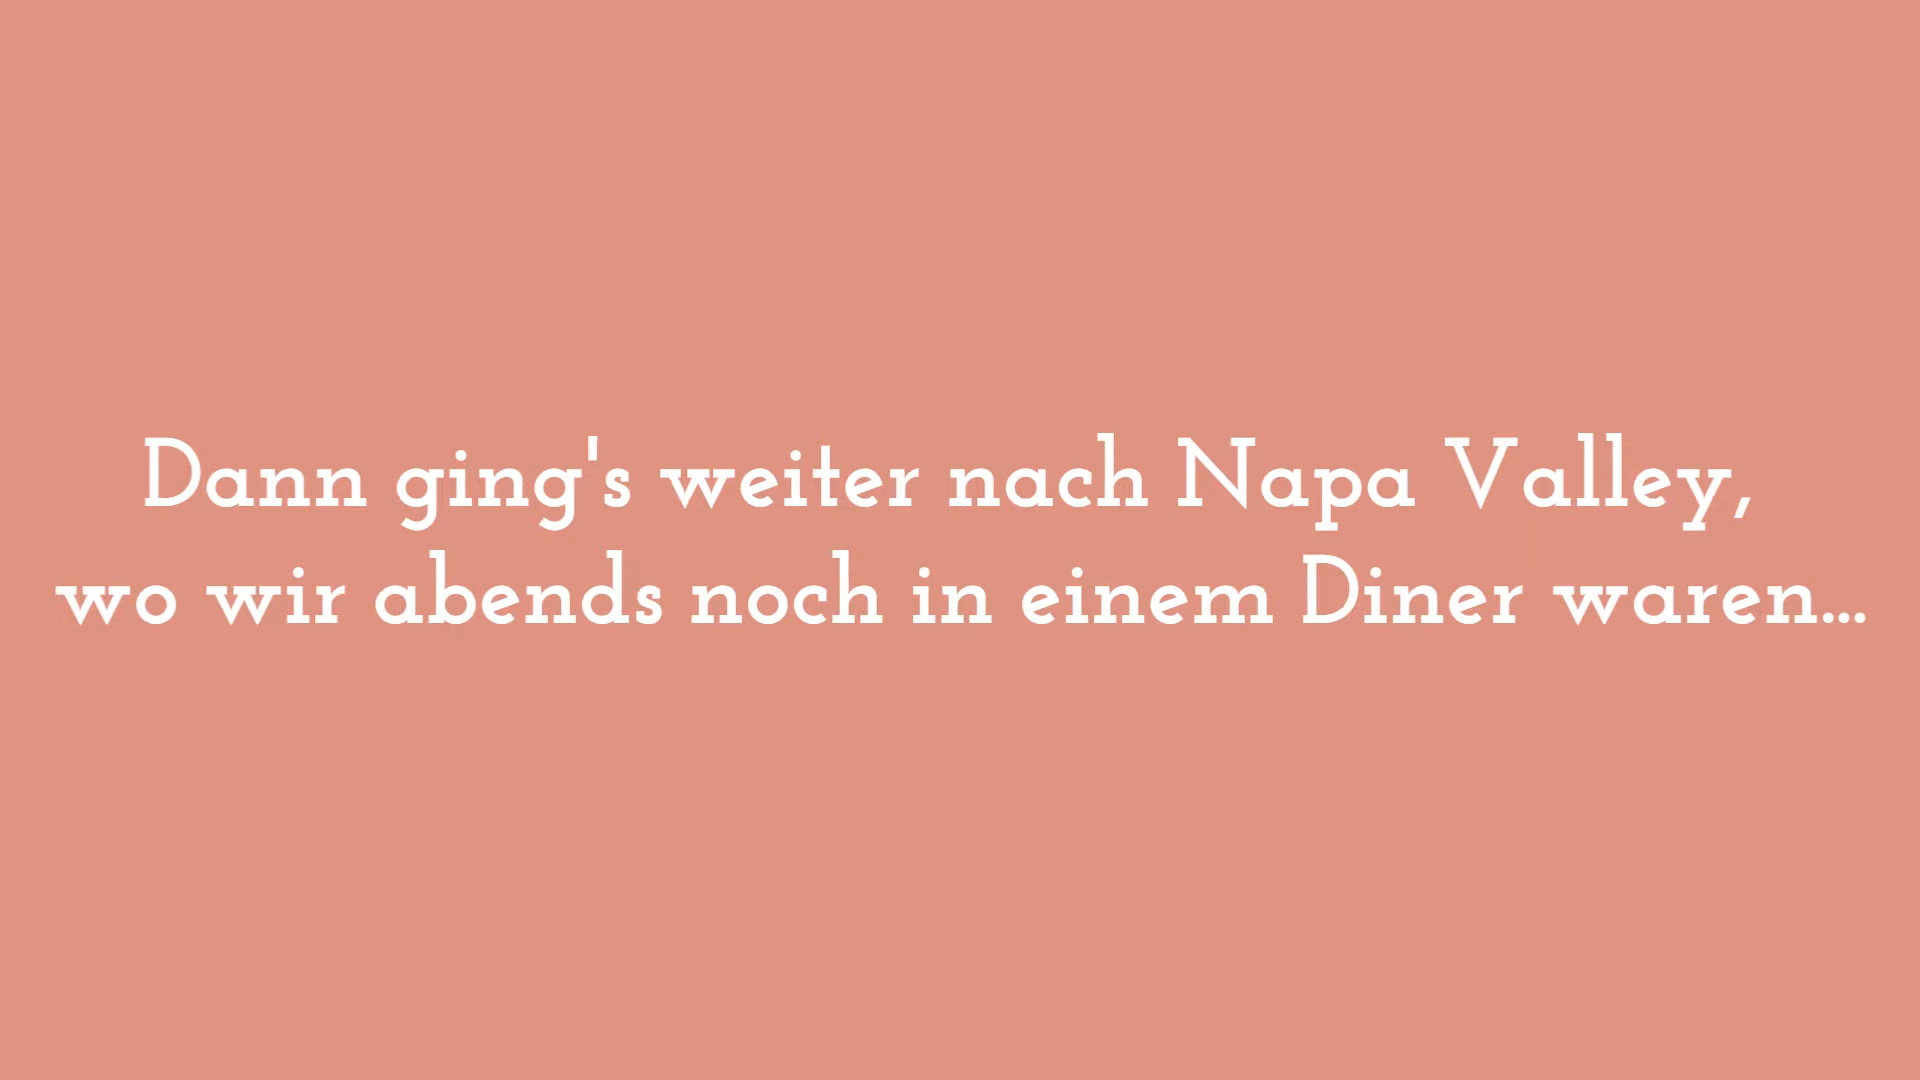 Dann ging's weiter nach Napa Valley,
wo wir abends noch in einem Diner waren...